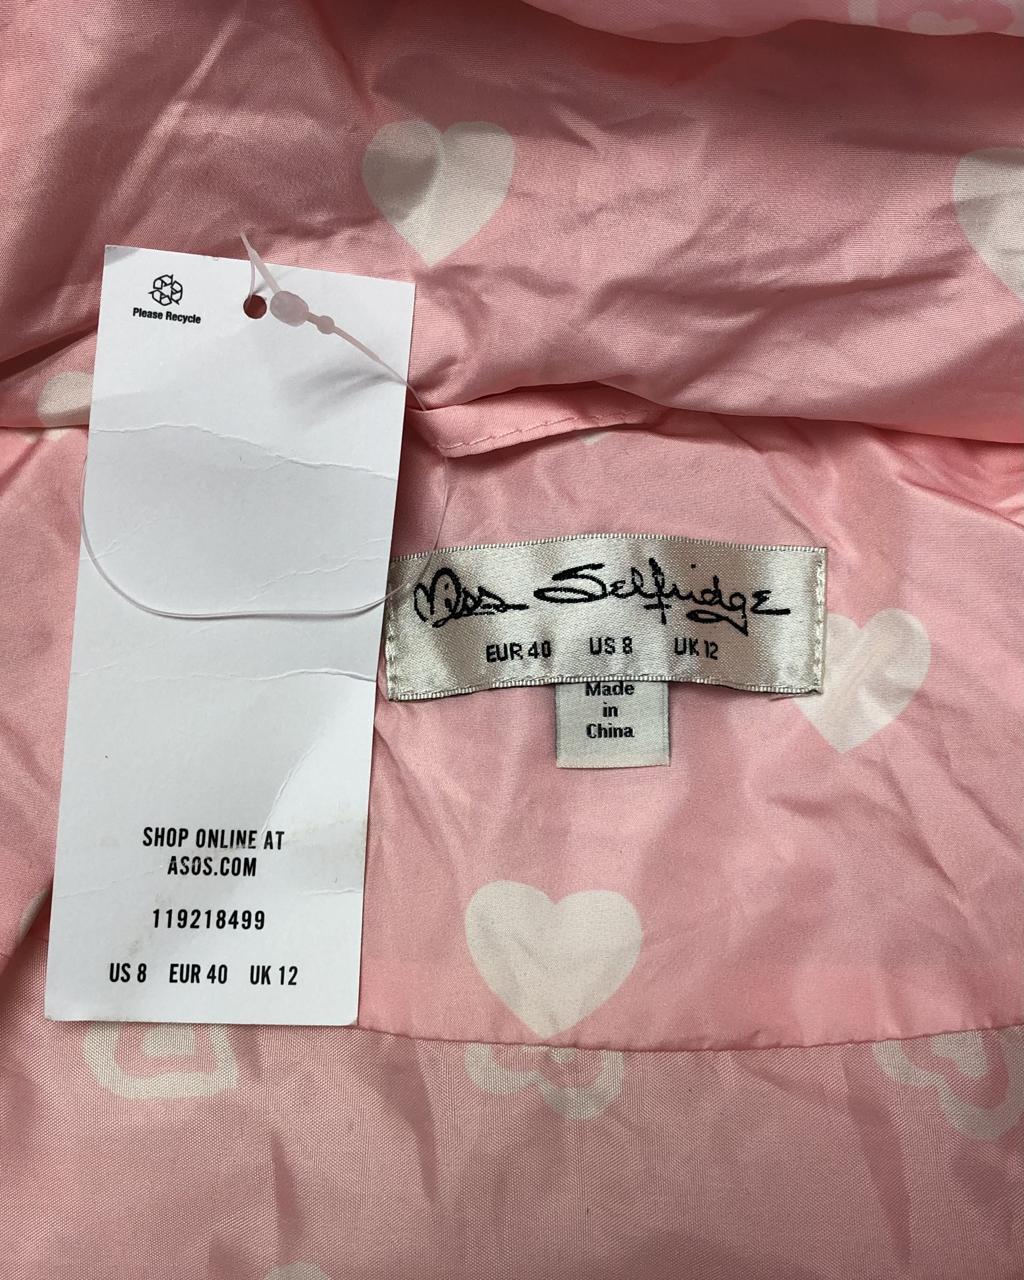 Please Recycle
SHOP ONLINE AT
ASOS.COM
119218499
US 8 EUR 40 UK 12
Miss Selfridge
EUR 40 US 8 UK 12
Made
in
China